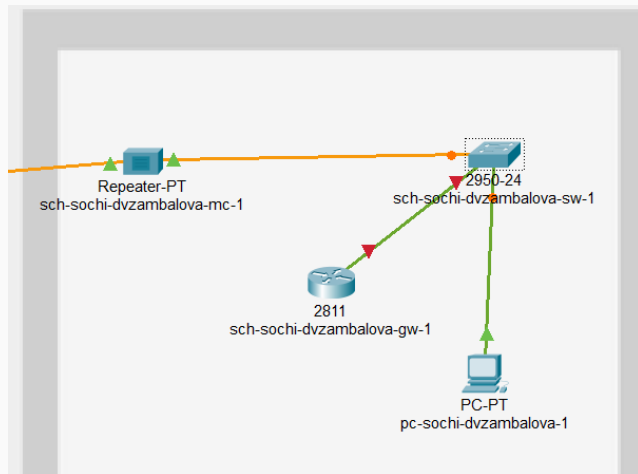 Repeater-PT
sch-sochi-dvzambalova-mc-1
2950-24
sch-sochi-dvzambalova-sw-1
2811
sch-sochi-dvzambalova-gw-1
PC-PT
pc-sochi-dvzambalova-1